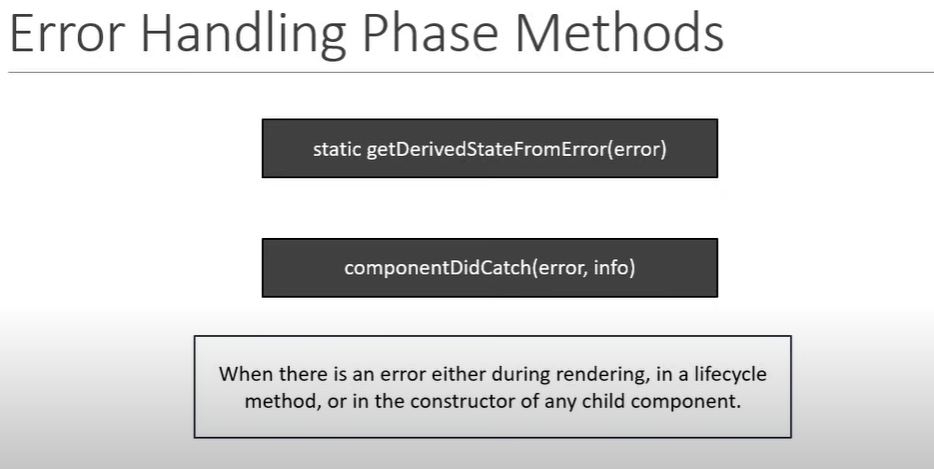 Error Handling Phase Methods
static getDerivedStateFromError(error)
componentDidCatch(error, info)
When there is an error either during rendering, in a lifecycle
method, or in the constructor of any child component.